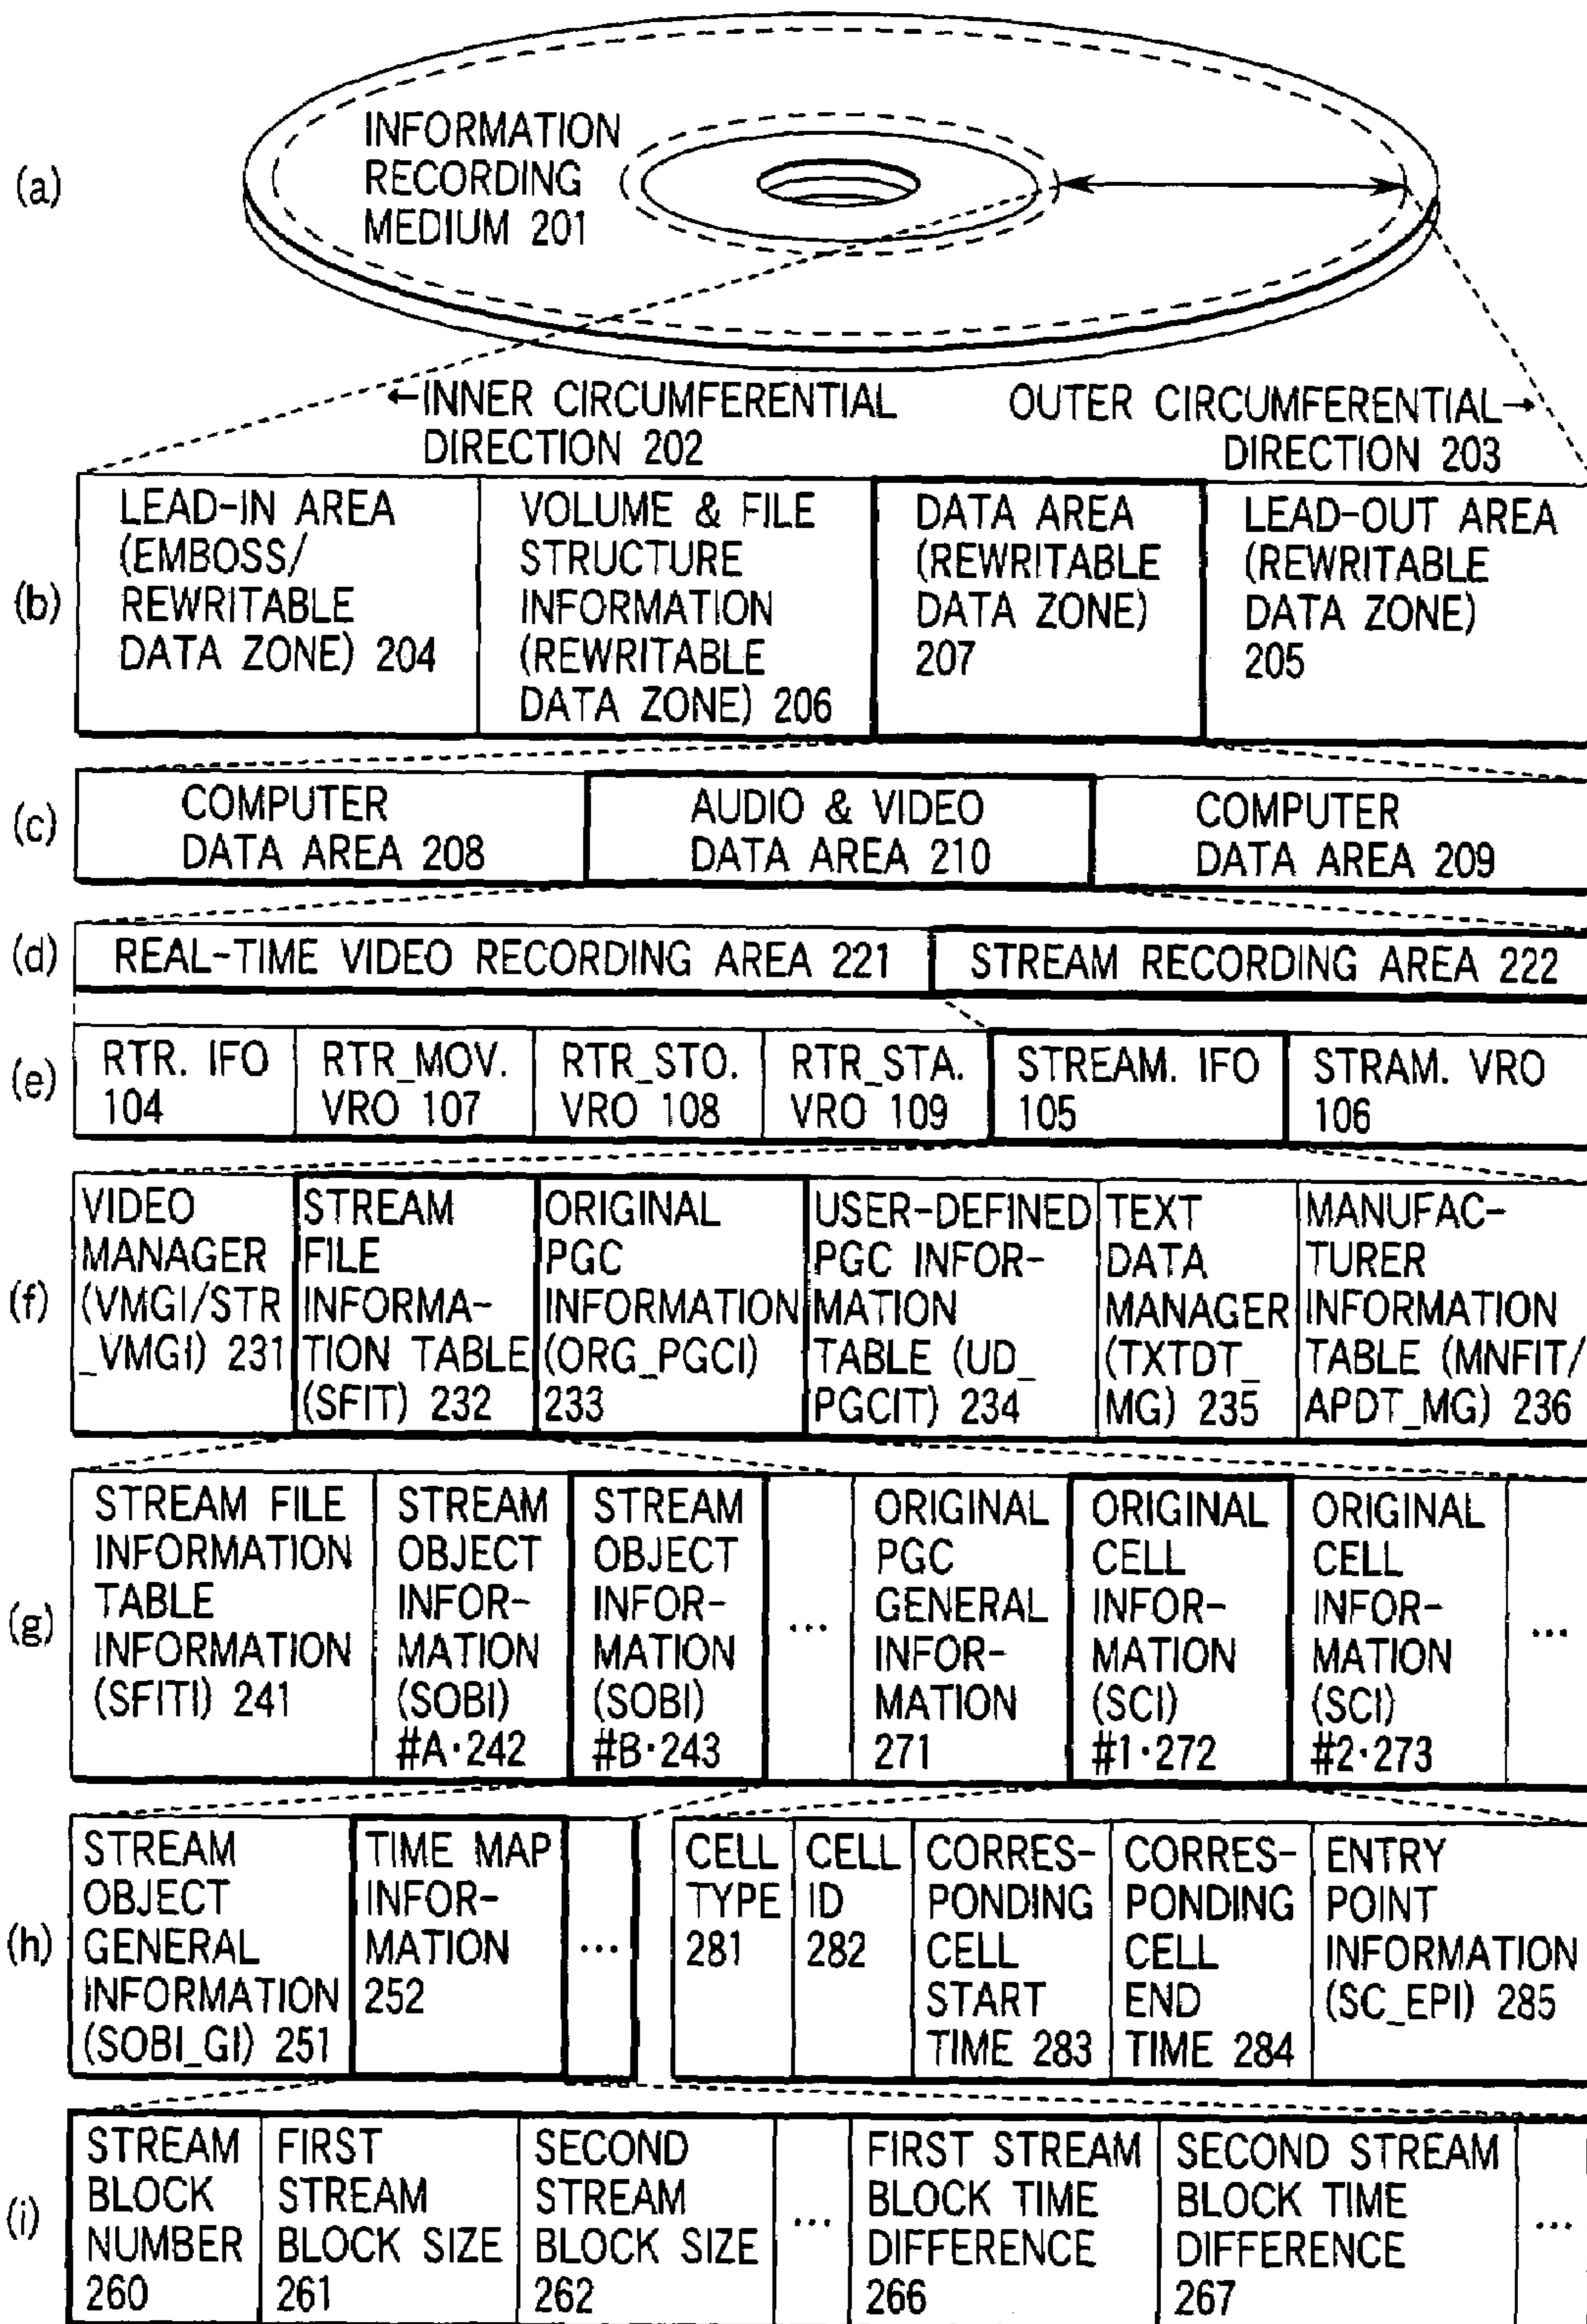 (a)
INFORMATION
RECORDING
MEDIUM 201
←INNER CIRCUMFERENTIAL
DIRECTION 202
OUTER CIRCUMFERENTIAL→
DIRECTION 203
(b)
LEAD-IN AREA
(EMBOSS/
REWRITABLE
DATA ZONE) 204
VOLUME & FILE
STRUCTURE
INFORMATION
(REWRITABLE
DATA ZONE) 206
DATA AREA
(REWRITABLE
DATA ZONE)
207
LEAD-OUT AREA
(REWRITABLE
DATA ZONE)
205
(c)
COMPUTER
DATA AREA 208
AUDIO & VIDEO
DATA AREA 210
COMPUTER
DATA AREA 209
(d)
REAL-TIME VIDEO RECORDING AREA 221
STREAM RECORDING AREA 222
(e)
RTR. IFO
104
RTR_MOV.
VRO 107
RTR_STO.
VRO 108
RTR_STA.
VRO 109
STREAM. IFO
105
STRAM. VRO
106
(f)
VIDEO
MANAGER
(VMGI/STR
_VMGI) 231
STREAM
FILE
INFORMA-
TION TABLE
(SFIT) 232
ORIGINAL
PGC
INFORMATION
(ORG_PGCI)
233
USER-DEFINED
PGC INFOR-
MATION
TABLE (UD_
PGCIT) 234
TEXT
DATA
MANAGER
(TXTDT_
MG) 235
MANUFAC-
TURER
INFORMATION
TABLE (MNFIT/
APDT_MG) 236
(g)
STREAM FILE
INFORMATION
TABLE
INFORMATION
(SFITI) 241
STREAM
OBJECT
INFOR-
MATION
(SOBI)
#A·242
STREAM
OBJECT
INFOR-
MATION
(SOBI)
#B·243
...
ORIGINAL
PGC
GENERAL
INFOR-
MATION
271
ORIGINAL
CELL
INFOR-
MATION
(SCI)
#1·272
ORIGINAL
CELL
INFOR-
MATION
(SCI)
#2·273
...
(h)
STREAM
OBJECT
GENERAL
INFORMATION
(SOBI_GI) 251
TIME MAP
INFOR-
MATION
252
...
CELL
TYPE
281
CELL
ID
282
CORRES-
PONDING
CELL
START
TIME 283
CORRES-
PONDING
CELL
END
TIME 284
ENTRY
POINT
INFORMATION
(SC_EPI) 285
(i)
STREAM
BLOCK
NUMBER
260
FIRST
STREAM
BLOCK SIZE
261
SECOND
STREAM
BLOCK SIZE
262
...
FIRST STREAM
BLOCK TIME
DIFFERENCE
266
SECOND STREAM
BLOCK TIME
DIFFERENCE
267
...